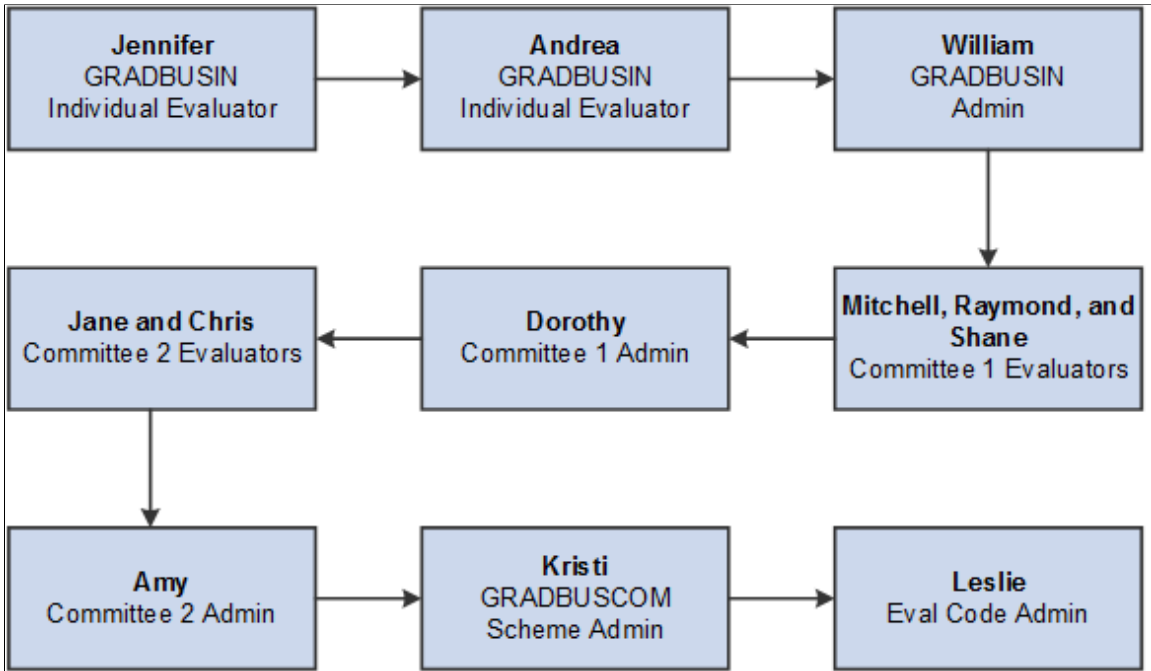 Jennifer
GRADBUSIN
Individual Evaluator
Andrea
GRADBUSIN
Individual Evaluator
William
GRADBUSIN
Admin
Mitchell, Raymond, and
Shane
Committee 1 Evaluators
Dorothy
Committee 1 Admin
Jane and Chris
Committee 2 Evaluators
Amy
Committee 2 Admin
Kristi
GRADBUSCOM
Scheme Admin
Leslie
Eval Code Admin